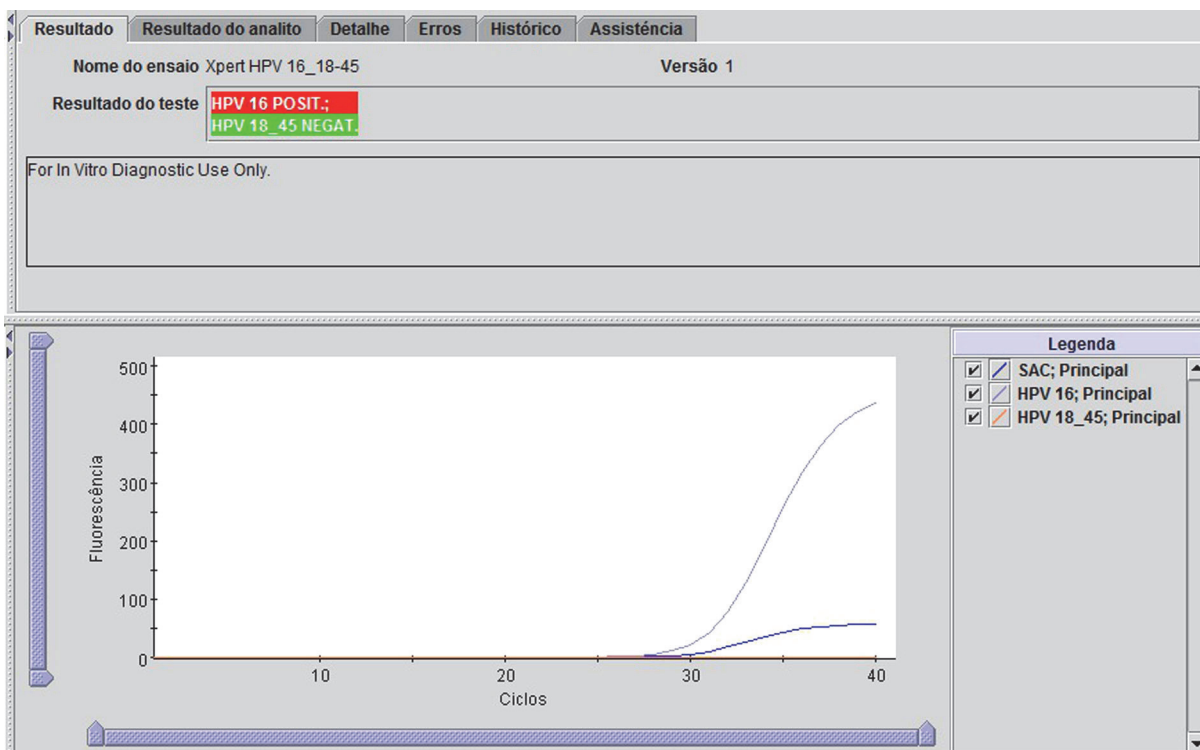 Resultado Resultado do analito Detalhe Erros Histórico Assisténcia
Nome do ensaio Xpert HPV 16_18-45 Versão 1
Resultado do teste HPV 16 POSIT.;
HPV 18_45 NEGAT.
For In Vitro Diagnostic Use Only.
500
400
300
200
100
0
Fluorescência
10 20 30 40
Ciclos
Legenda
SAC; Principal
HPV 16; Principal
HPV 18_45; Principal